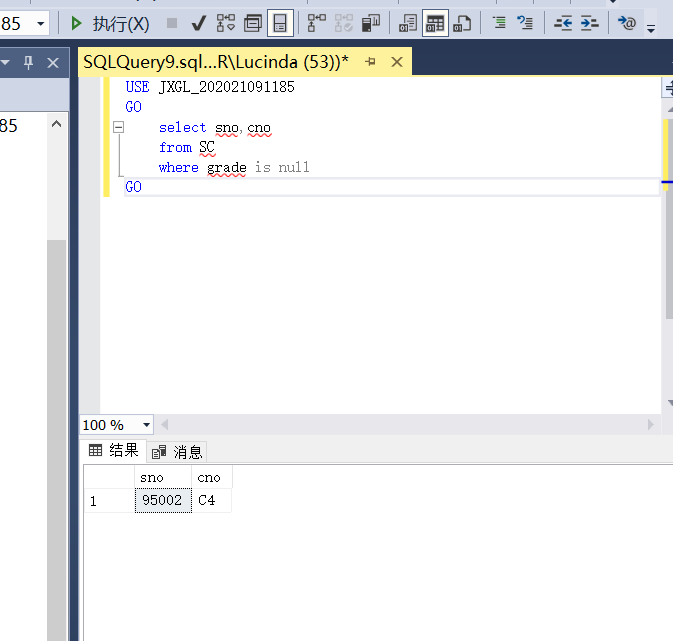 85
执行(X)
SQLQuery9.sql...R\Lucinda (53))*
85
USE JXGL_202021091185
GO
select sno,cno
from SC
where grade is null
GO
100 %
结果
消息
sno cno
1 95002 C4